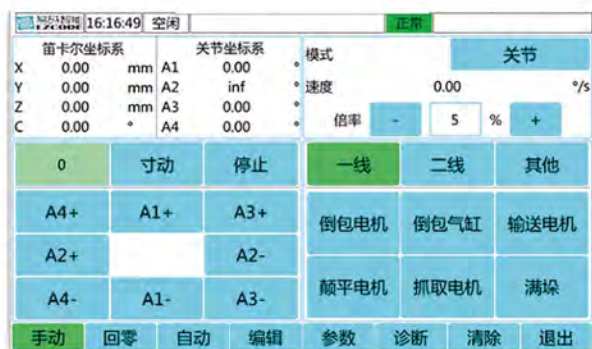 EZCODE 16:16:49 空闲 正常
笛卡尔坐标系 关节坐标系
X 0.00 mm A1 0.00 °
Y 0.00 mm A2 inf °
Z 0.00 mm A3 0.00 °
C 0.00 ° A4 0.00 °
模式 关节
速度 0.00 °/s
倍率 - 5 % +
0 寸动 停止
A4+ A1+ A3+
A2+ A2-
A4- A1- A3-
一线 二线 其他
倒包电机 倒包气缸 输送电机
颠平电机 抓取电机 满垛
手动 回零 自动 编辑 参数 诊断 清除 退出